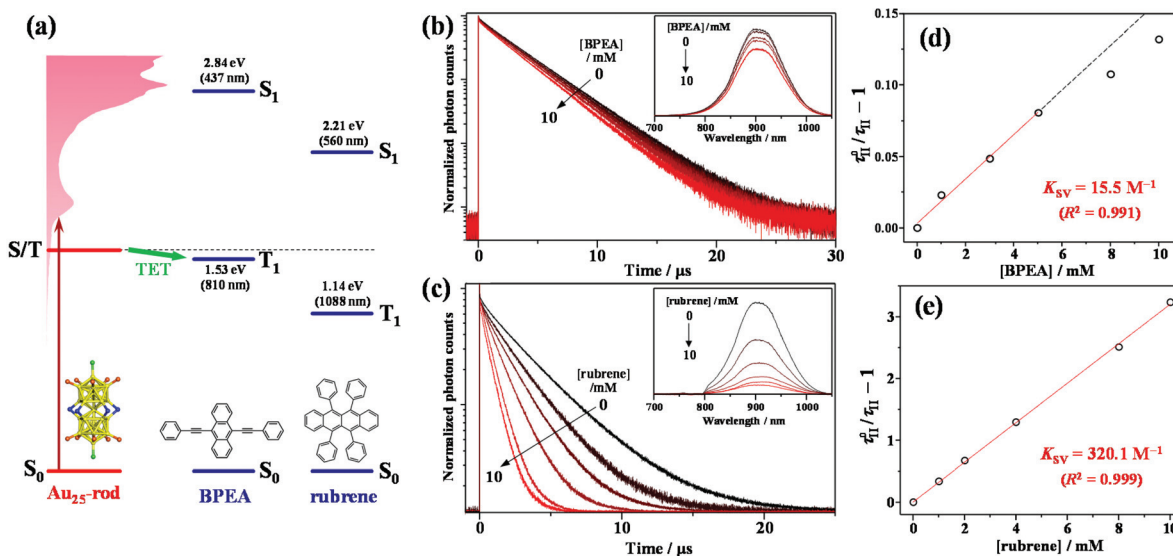 (a)
2.84 eV
(437 nm)
S1
2.21 eV
(560 nm)
S1
S/T
TET
1.53 eV
(810 nm)
T1
1.14 eV
(1088 nm)
T1
S0
S0
S0
Au25-rod
BPEA
rubrene
(b)
Normalized photon counts
[BPEA]
/ mM
0
10
[BPEA]/mM
0
10
700 800 900 1000
Wavelength / nm
0 10 20 30
Time / μs
(c)
Normalized photon counts
[rubrene]
/mM
0
10
[rubrene] / mM
0
10
700 800 900 1000
Wavelength / nm
0 10 20
Time / μs
(d)
τ⁰II/τII − 1
0.15
0.10
0.05
0.00
KSV = 15.5 M⁻¹
(R² = 0.991)
0 2 4 6 8 10
[BPEA] / mM
(e)
τ⁰II/τII − 1
3
2
1
0
KSV = 320.1 M⁻¹
(R² = 0.999)
0 2 4 6 8 10
[rubrene] / mM